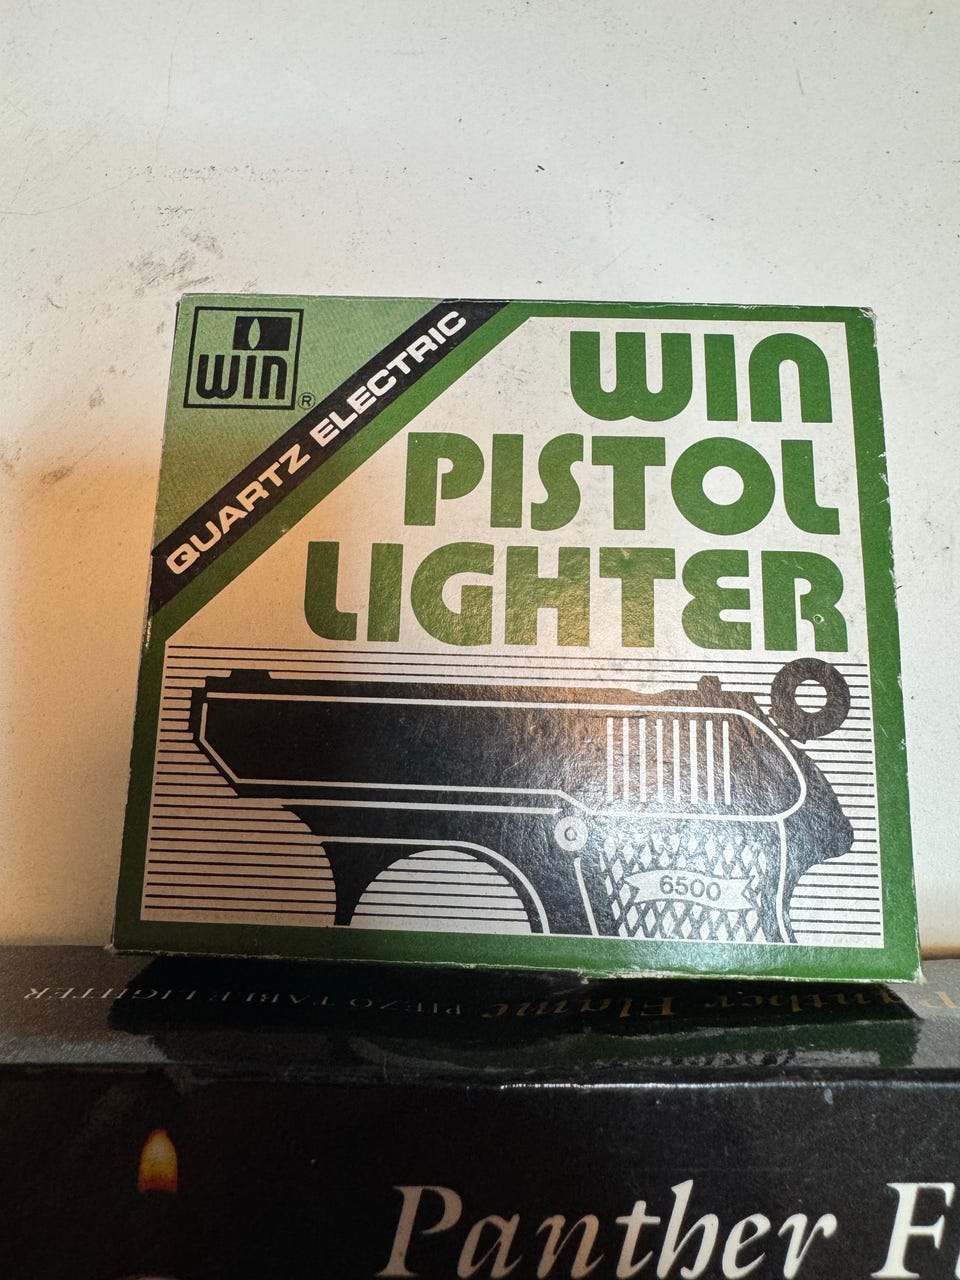 WIN
®
QUARTZ ELECTRIC
WIN
PISTOL
LIGHTER
6500
Panther Flame PIEZO TABLE LIGHTER
Panther F